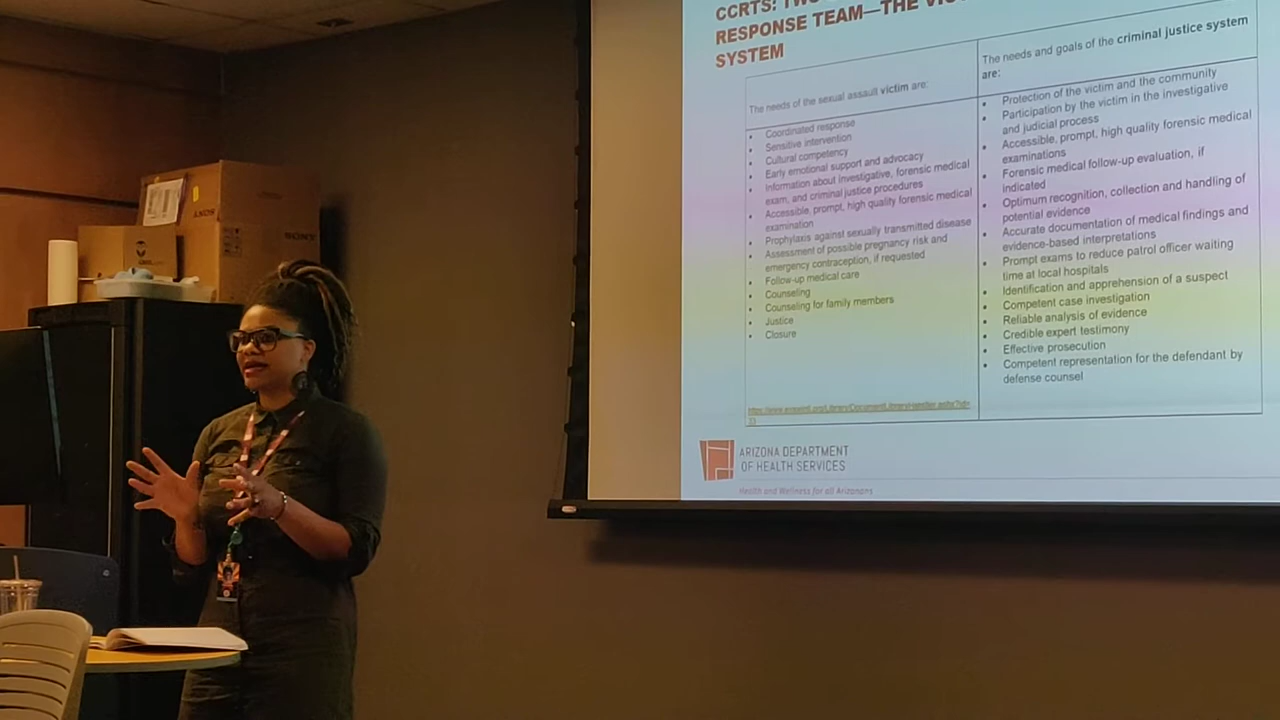 CCRTS: TWO
RESPONSE TEAM—THE VIC
SYSTEM
The needs of the sexual assault victim are:
• Coordinated response
• Sensitive intervention
• Cultural competency
• Early emotional support and advocacy
• Information about investigative, forensic medical
exam, and criminal justice procedures
• Accessible, prompt, high quality forensic medical
examination
• Prophylaxis against sexually transmitted disease
• Assessment of possible pregnancy risk and
emergency contraception, if requested
• Follow-up medical care
• Counseling
• Counseling for family members
• Justice
• Closure
The needs and goals of the criminal justice system
are:
• Protection of the victim and the community
• Participation by the victim in the investigative
and judicial process
• Accessible, prompt, high quality forensic medical
examinations
• Forensic medical follow-up evaluation, if
indicated
• Optimum recognition, collection and handling of
potential evidence
• Accurate documentation of medical findings and
evidence-based interpretations
• Prompt exams to reduce patrol officer waiting
time at local hospitals
• Identification and apprehension of a suspect
• Competent case investigation
• Reliable analysis of evidence
• Credible expert testimony
• Effective prosecution
• Competent representation for the defendant by
defense counsel
ARIZONA DEPARTMENT
OF HEALTH SERVICES
Health and Wellness for all Arizonans
SONY
SONY